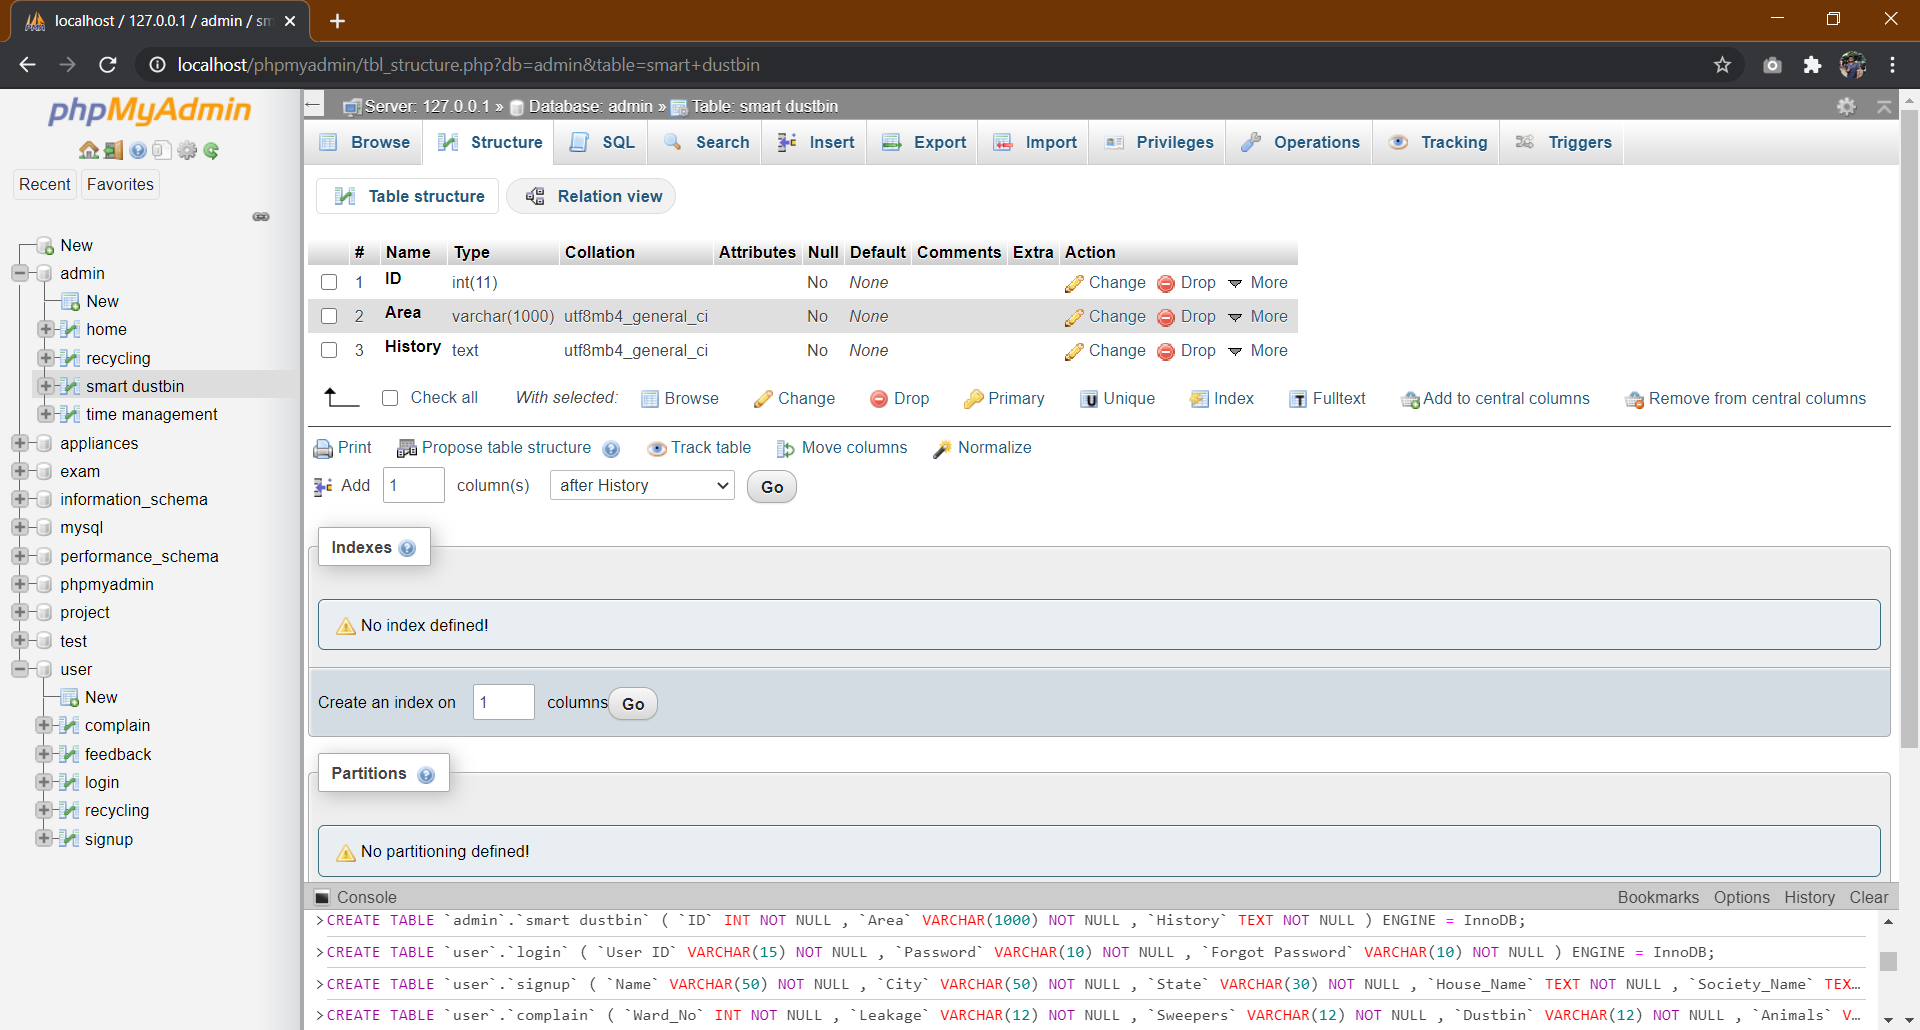 localhost / 127.0.0.1 / admin / sm
localhost/phpmyadmin/tbl_structure.php?db=admin&table=smart+dustbin
phpMyAdmin
Recent Favorites
New
admin
New
home
recycling
smart dustbin
time management
appliances
exam
information_schema
mysql
performance_schema
phpmyadmin
project
test
user
New
complain
feedback
login
recycling
signup
Server: 127.0.0.1 » Database: admin » Table: smart dustbin
Browse Structure SQL Search Insert Export Import Privileges Operations Tracking Triggers
Table structure Relation view
# Name Type Collation Attributes Null Default Comments Extra Action
1 ID int(11) No None Change Drop More
2 Area varchar(1000) utf8mb4_general_ci No None Change Drop More
3 History text utf8mb4_general_ci No None Change Drop More
Check all With selected: Browse Change Drop Primary Unique Index Fulltext Add to central columns Remove from central columns
Print Propose table structure Track table Move columns Normalize
Add 1 column(s) after History Go
Indexes
No index defined!
Create an index on 1 columns Go
Partitions
No partitioning defined!
Console Bookmarks Options History Clear
>CREATE TABLE `admin`.`smart dustbin` ( `ID` INT NOT NULL , `Area` VARCHAR(1000) NOT NULL , `History` TEXT NOT NULL ) ENGINE = InnoDB;
>CREATE TABLE `user`.`login` ( `User ID` VARCHAR(15) NOT NULL , `Password` VARCHAR(10) NOT NULL , `Forgot Password` VARCHAR(10) NOT NULL ) ENGINE = InnoDB;
>CREATE TABLE `user`.`signup` ( `Name` VARCHAR(50) NOT NULL , `City` VARCHAR(50) NOT NULL , `State` VARCHAR(30) NOT NULL , `House_Name` TEXT NOT NULL , `Society_Name` TEX…
>CREATE TABLE `user`.`complain` ( `Ward_No` INT NOT NULL , `Leakage` VARCHAR(12) NOT NULL , `Sweepers` VARCHAR(12) NOT NULL , `Dustbin` VARCHAR(12) NOT NULL , `Animals` V…